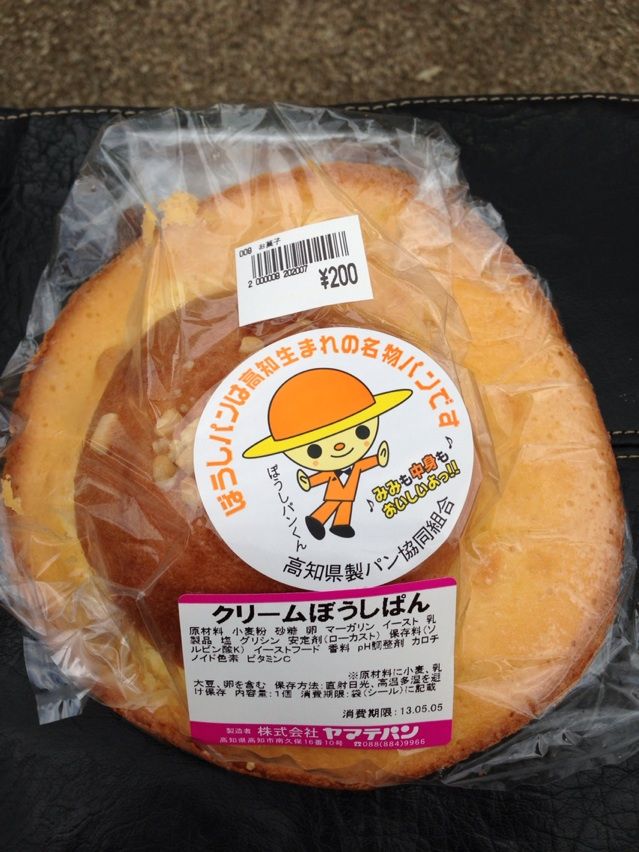 008 お菓子
2 000008 202007
¥200
ぼうしパンは高知生まれの名物パンです
ぼうしパンくん
♪みみも中身も♪
おいしいよっ!!
高知県製パン協同組合
クリームぼうしぱん
原材料 小麦粉 砂糖 卵 マーガリン イースト 乳
製品 塩 グリシン 安定剤(ローカスト) 保存料(ソ
ルビン酸K) イーストフード 香料 pH調整剤 カロチ
ノイド色素 ビタミンC
※原材料に小麦、乳
大豆、卵を含む 保存方法:直射日光、高温多湿を避
け保存 内容量:1個 消費期限:袋(シール)に記載
消費期限:13.05.05
製造者 株式会社 ヤマテパン
高知県高知市南久保16番10号 ☎088(884)9966